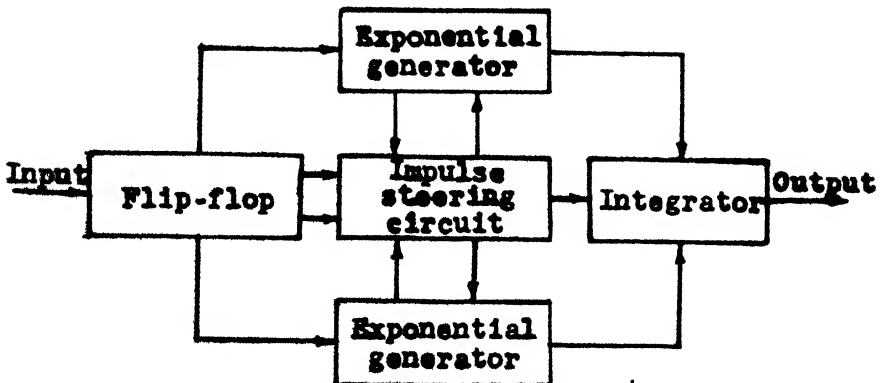 Exponential
generator
Input
Flip-flop
Impulse
steering
circuit
Integrator
Output
Exponential
generator